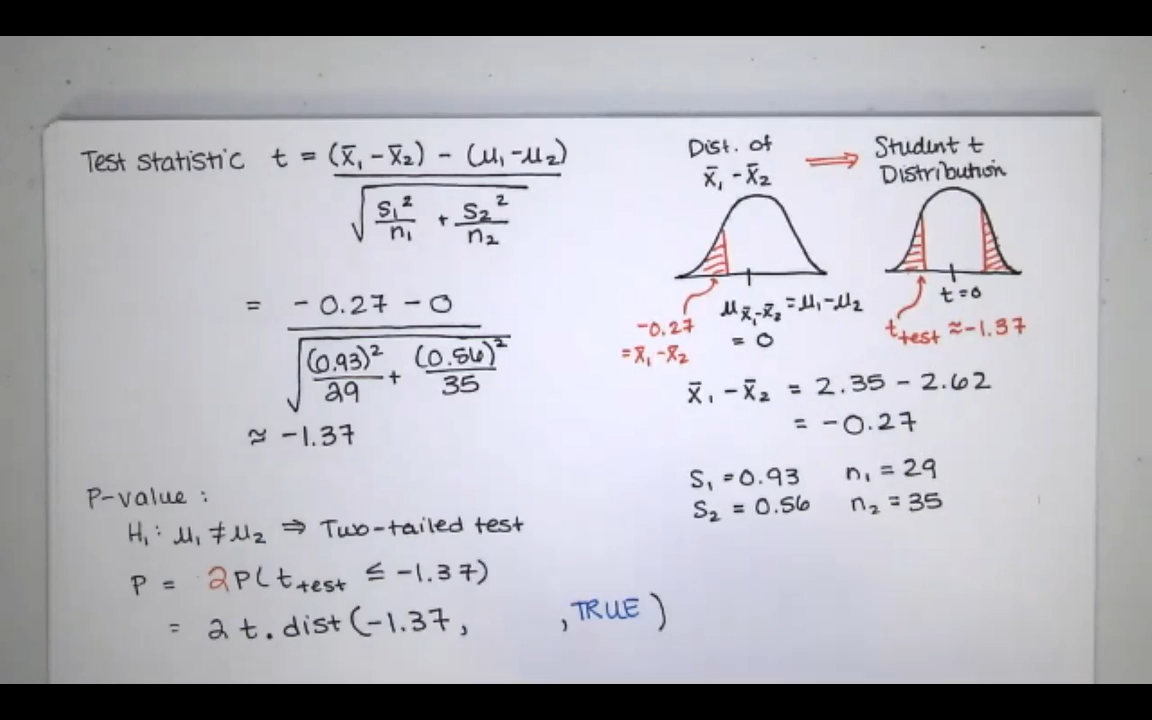 Test statistic t = (x̄₁ - x̄₂) - (μ₁ - μ₂)
√ s₁²/n₁ + s₂²/n₂
= -0.27 - 0
√ (0.93)²/29 + (0.56)²/35
≈ -1.37
P-value :
H₁ : μ₁ ≠ μ₂ ⇒ Two-tailed test
P = 2P(t_test ≤ -1.37)
= 2 t.dist(-1.37, , TRUE)
Dist. of
x̄₁ - x̄₂
⇒
Student t
Distribution
μ_x̄₁-x̄₂ = μ₁ - μ₂
= 0
-0.27
= x̄₁ - x̄₂
t = 0
t_test ≈ -1.37
x̄₁ - x̄₂ = 2.35 - 2.62
= -0.27
s₁ = 0.93 n₁ = 29
s₂ = 0.56 n₂ = 35